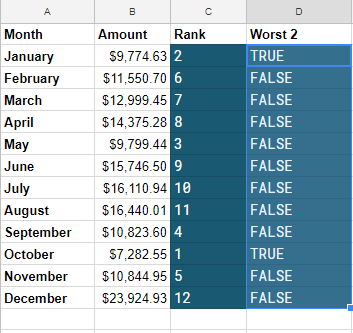 A B C D
Month Amount Rank Worst 2
January $9,774.63 2 TRUE
February $11,550.70 6 FALSE
March $12,999.45 7 FALSE
April $14,375.28 8 FALSE
May $9,799.44 3 FALSE
June $15,746.50 9 FALSE
July $16,110.94 10 FALSE
August $16,440.01 11 FALSE
September $10,823.60 4 FALSE
October $7,282.55 1 TRUE
November $10,844.95 5 FALSE
December $23,924.93 12 FALSE